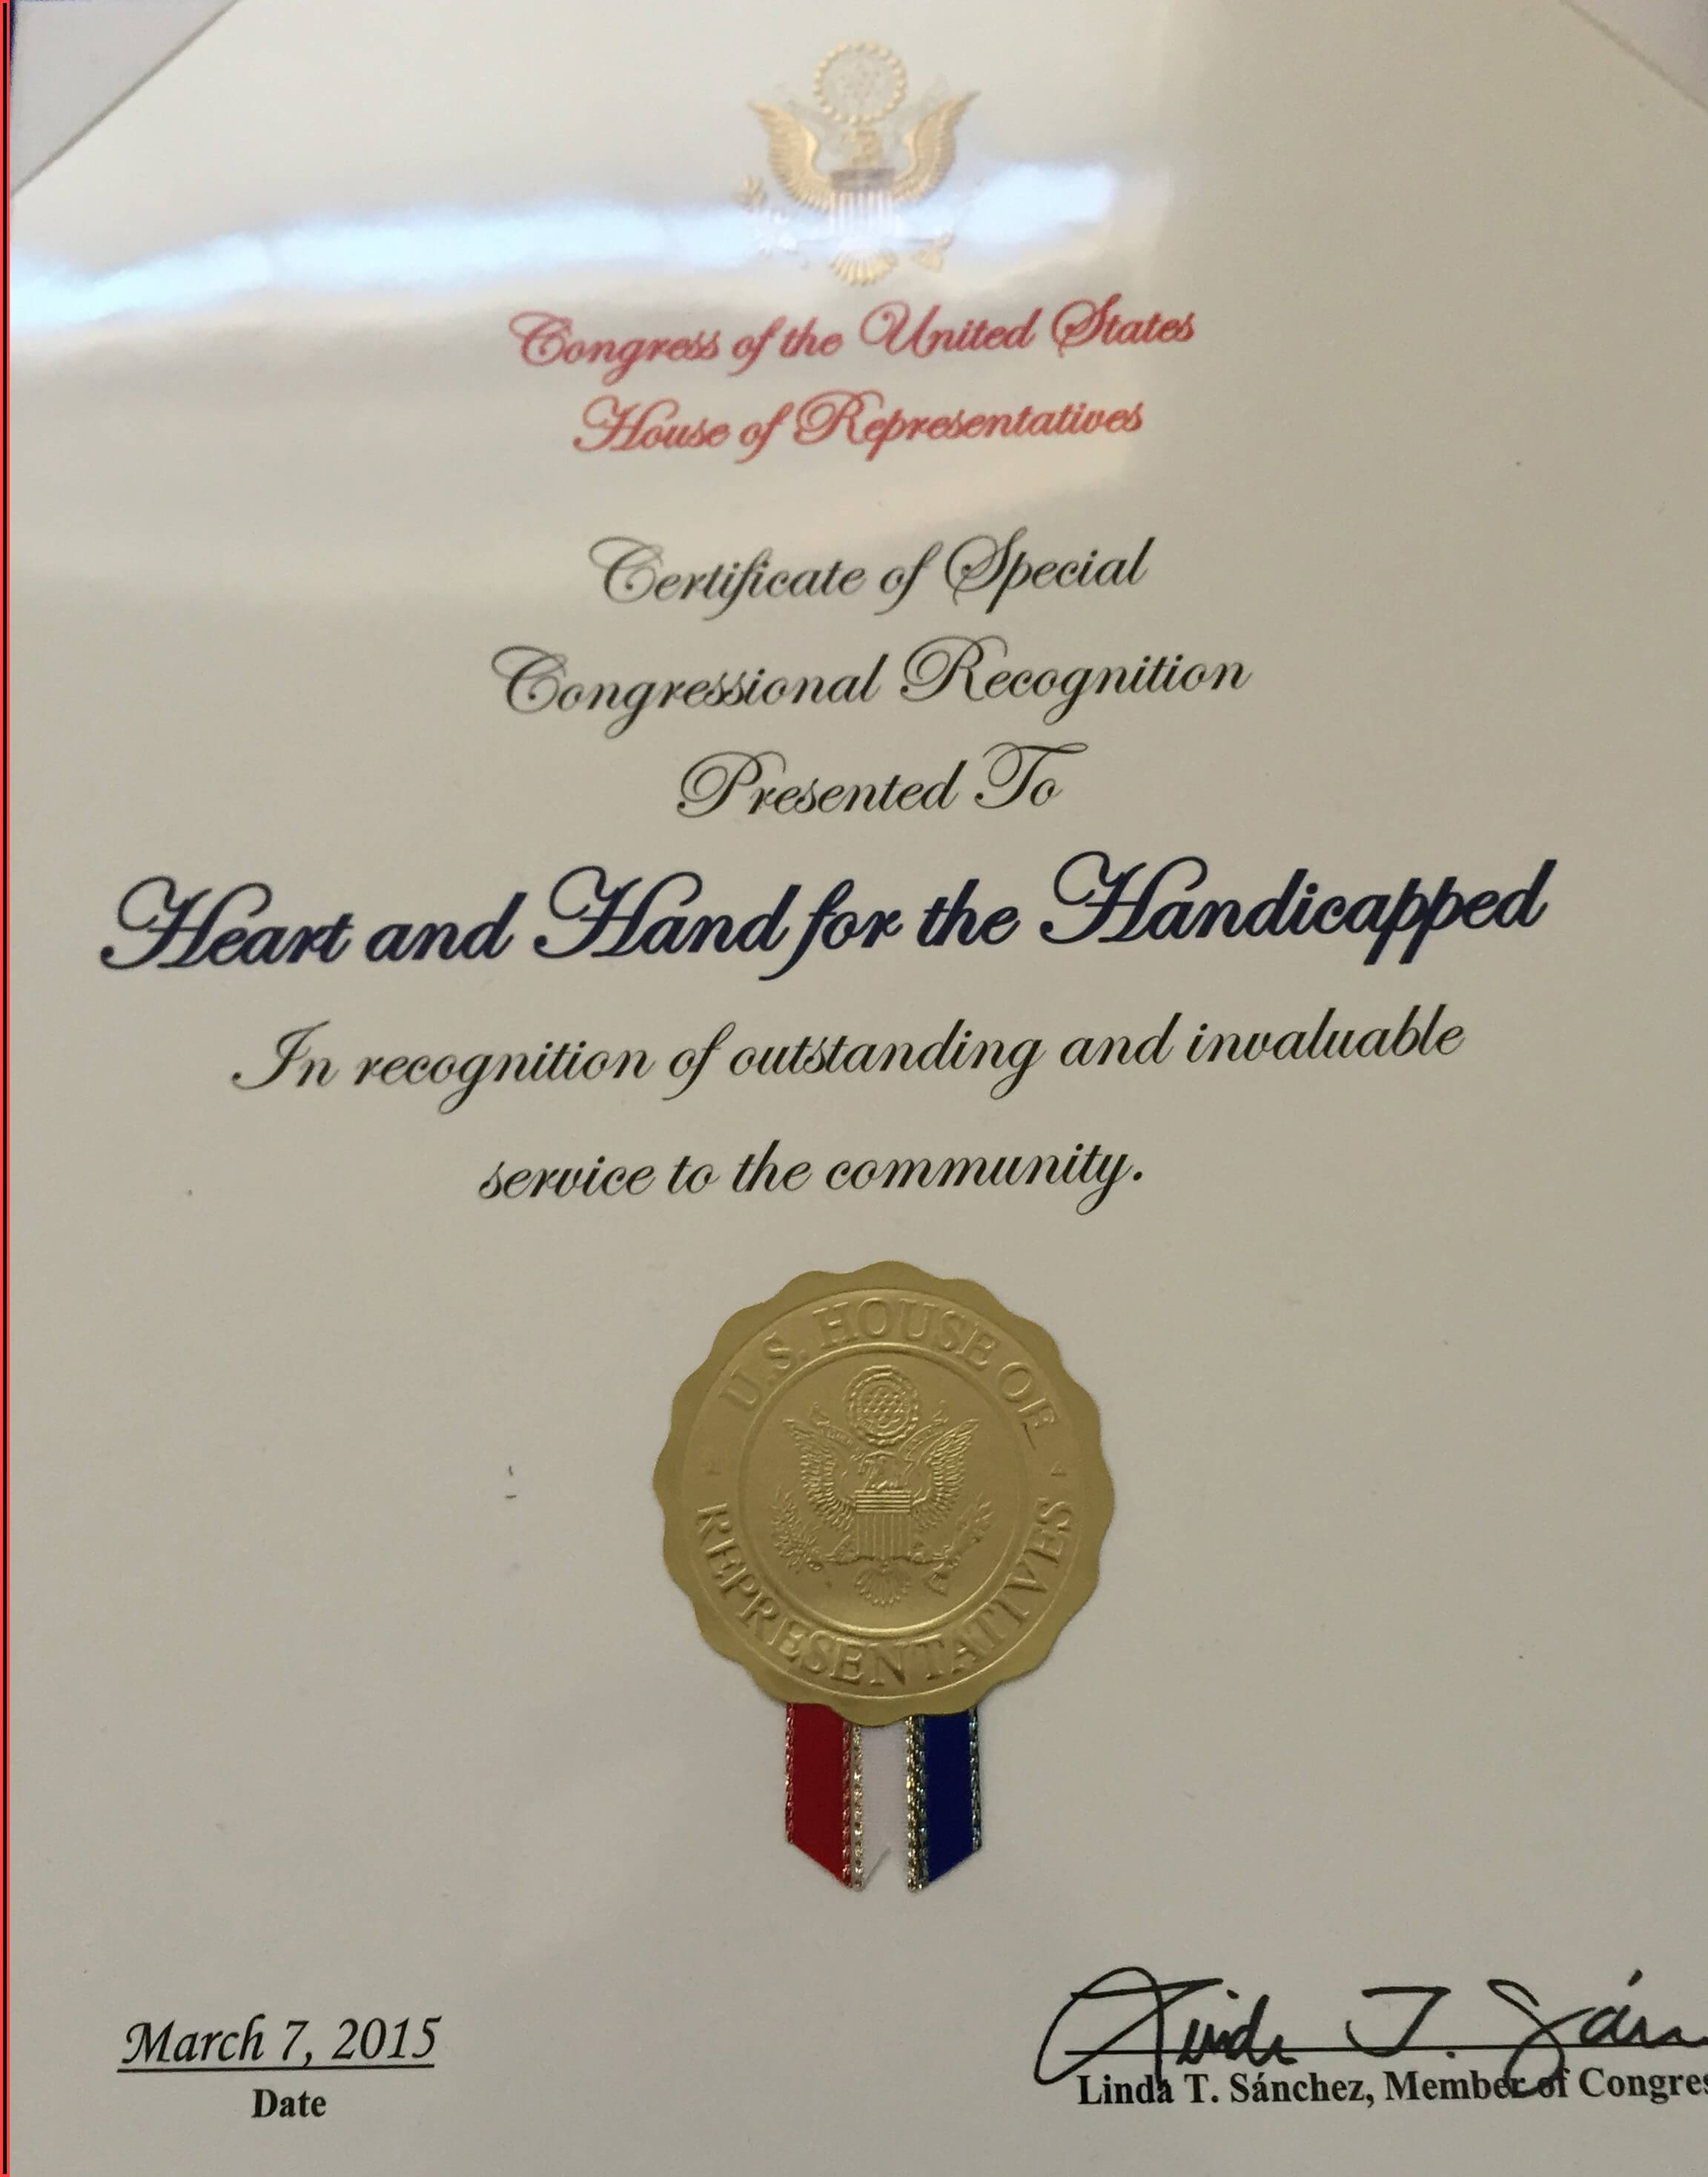 Congress of the United States
House of Representatives
Certificate of Special
Congressional Recognition
Presented To
Heart and Hand for the Handicapped
In recognition of outstanding and invaluable
service to the community.
U.S. HOUSE OF
REPRESENTATIVES
March 7, 2015
Date
Linda T. Sán
Linda T. Sánchez, Member of Congres